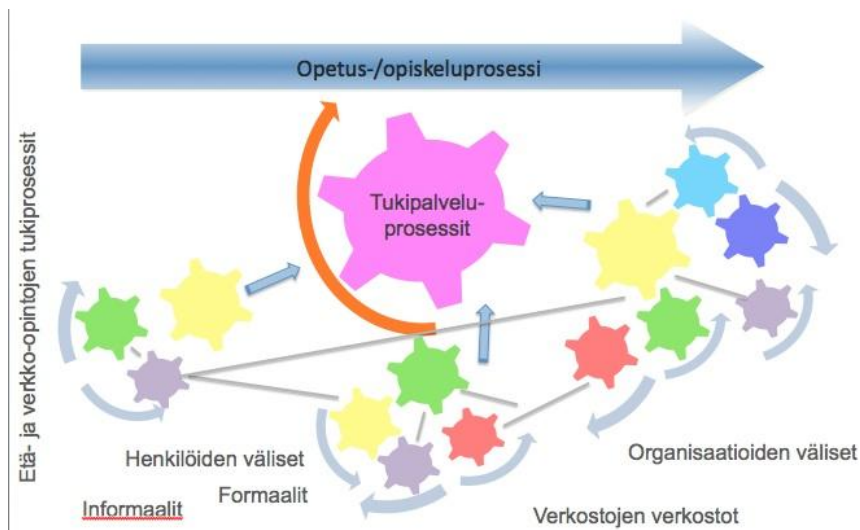 Opetus-/opiskeluprosessi
Etä- ja verkko-opintojen tukiprosessit
Tukipalvelu-
prosessit
Henkilöiden väliset
Organisaatioiden väliset
Formaalit
Informaalit
Verkostojen verkostot